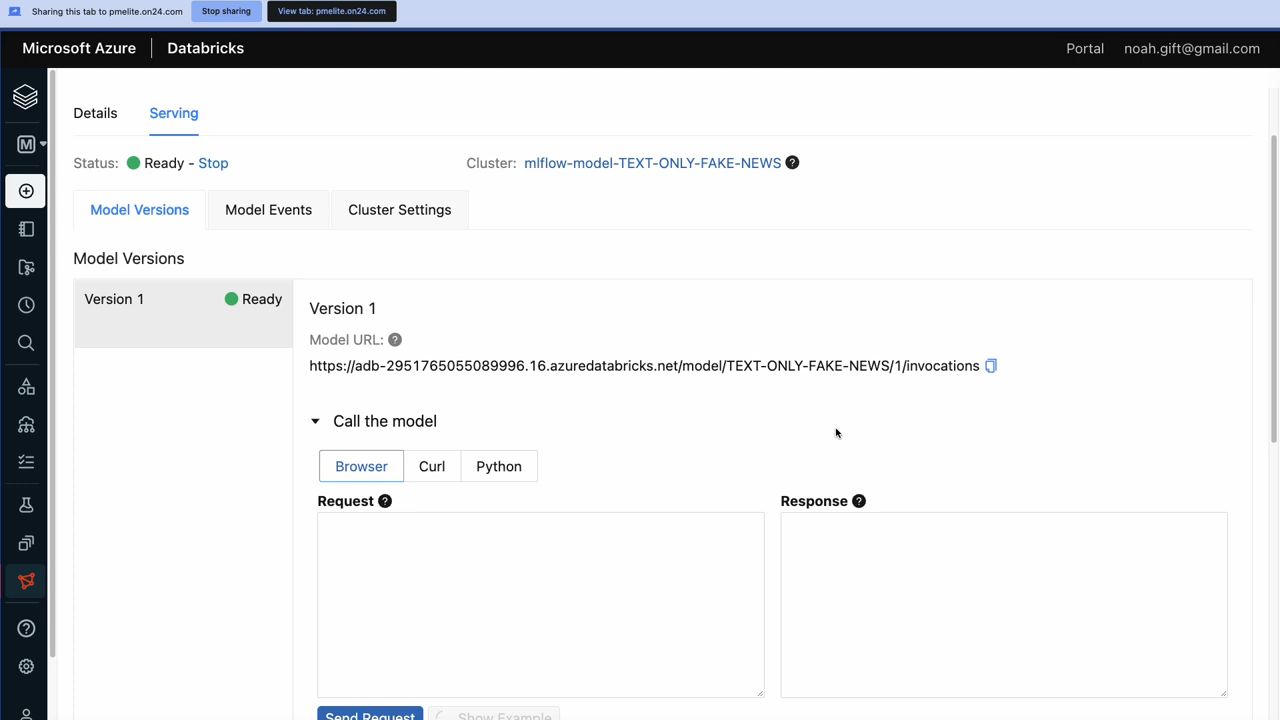 Sharing this tab to pmelite.on24.com Stop sharing View tab: pmelite.on24.com
Microsoft Azure Databricks Portal noah.gift@gmail.com
M
Details Serving
Status: Ready - Stop Cluster: mlflow-model-TEXT-ONLY-FAKE-NEWS ?
Model Versions Model Events Cluster Settings
Model Versions
Version 1 Ready
Version 1
Model URL: ?
https://adb-2951765055089996.16.azuredatabricks.net/model/TEXT-ONLY-FAKE-NEWS/1/invocations
Call the model
Browser Curl Python
Request ? Response ?
Send Request Show Example